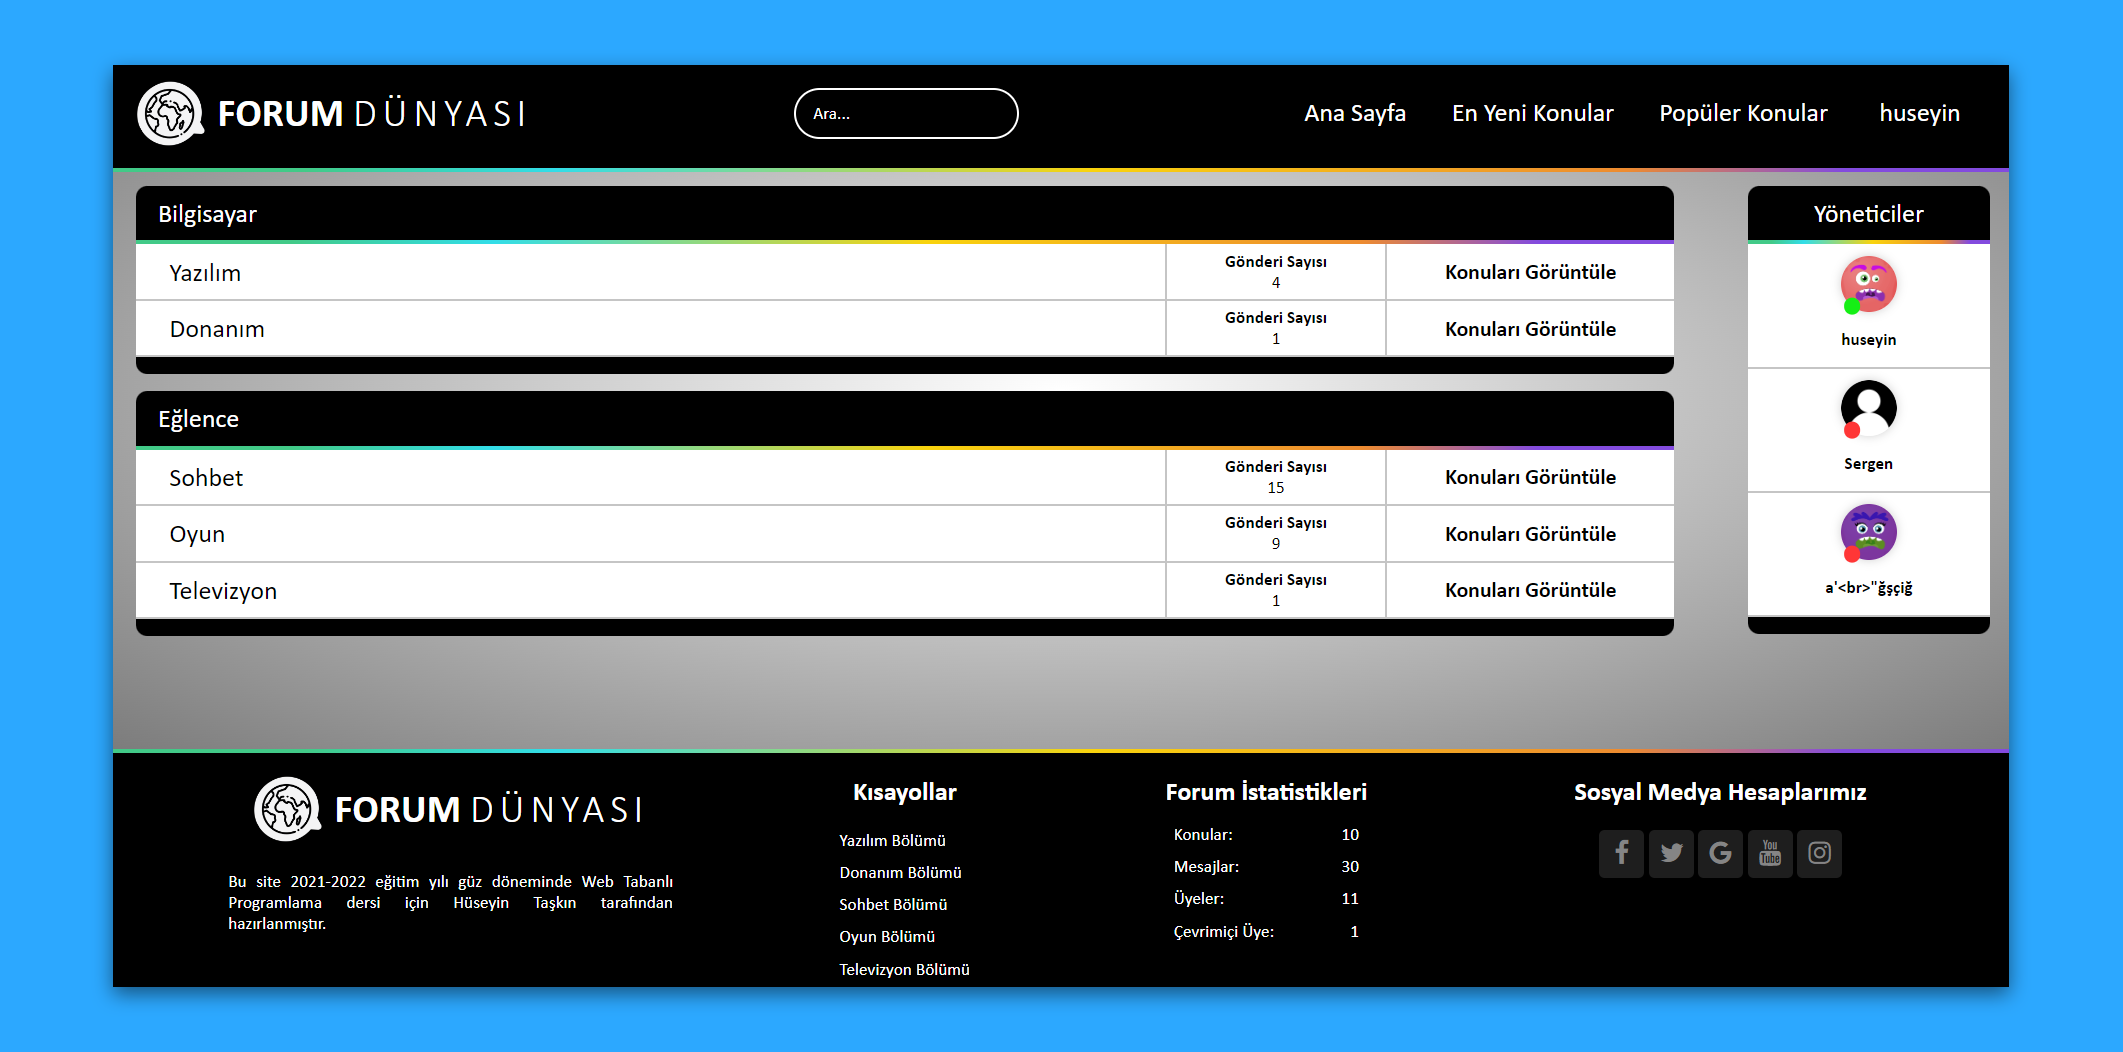 FORUM DÜNYASI
Ara...
Ana Sayfa
En Yeni Konular
Popüler Konular
huseyin
Bilgisayar
Yazılım
Gönderi Sayısı
4
Konuları Görüntüle
Donanım
Gönderi Sayısı
1
Konuları Görüntüle
Eğlence
Sohbet
Gönderi Sayısı
15
Konuları Görüntüle
Oyun
Gönderi Sayısı
9
Konuları Görüntüle
Televizyon
Gönderi Sayısı
1
Konuları Görüntüle
Yöneticiler
huseyin
Sergen
a'<br>"ğşçiğ
FORUM DÜNYASI
Bu site 2021-2022 eğitim yılı güz döneminde Web Tabanlı
Programlama dersi için Hüseyin Taşkın tarafından
hazırlanmıştır.
Kısayollar
Yazılım Bölümü
Donanım Bölümü
Sohbet Bölümü
Oyun Bölümü
Televizyon Bölümü
Forum İstatistikleri
Konular: 10
Mesajlar: 30
Üyeler: 11
Çevrimiçi Üye: 1
Sosyal Medya Hesaplarımız
You
Tube